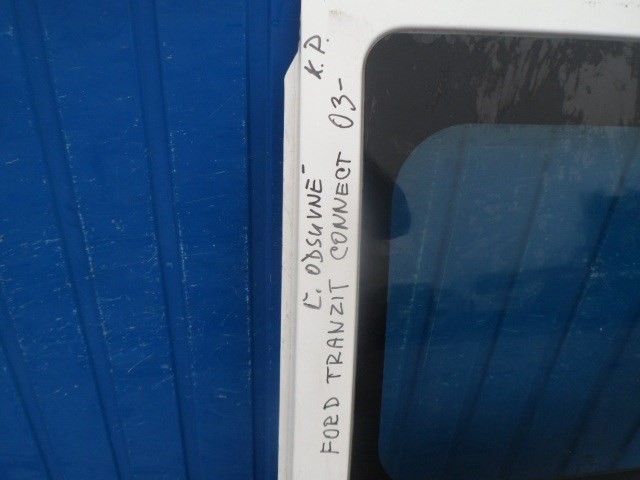 Ľ. ODSUVNÉ K.P.
FORD TRANZIT CONNECT 03-